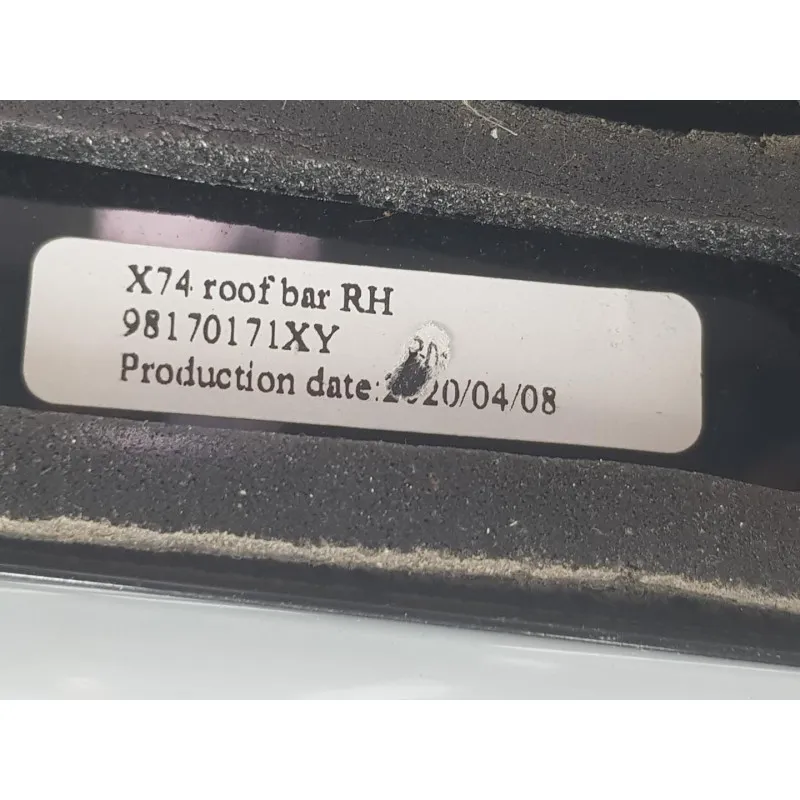 X74 roof bar RH
98170171XY
Production date:2020/04/08